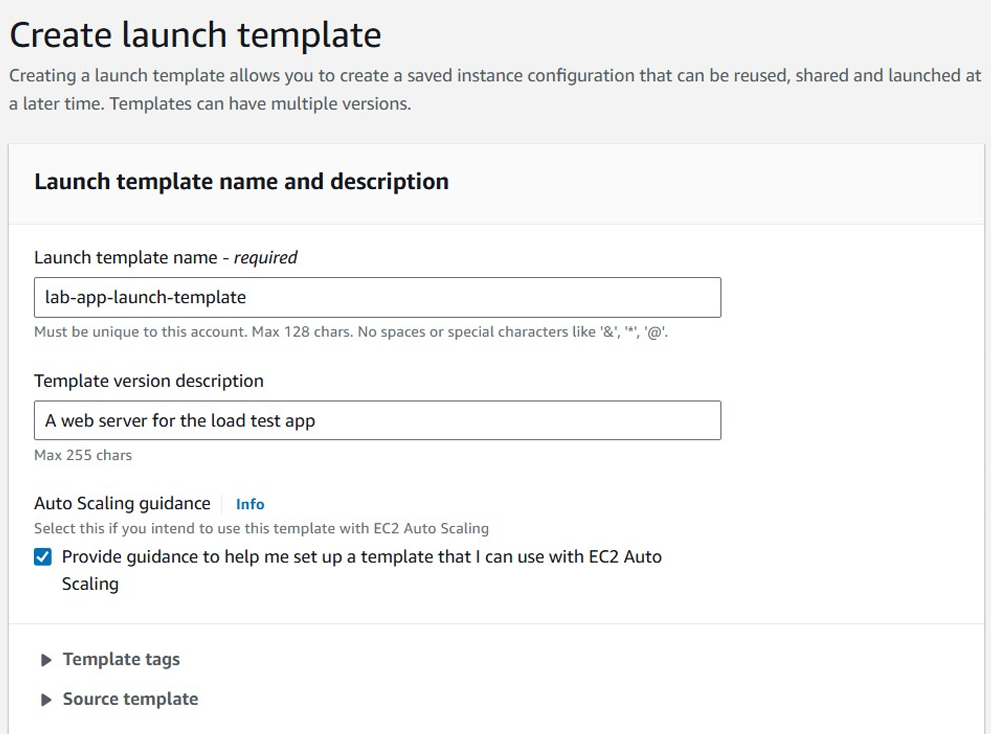 Create launch template
Creating a launch template allows you to create a saved instance configuration that can be reused, shared and launched at
a later time. Templates can have multiple versions.
Launch template name and description
Launch template name - required
lab-app-launch-template
Must be unique to this account. Max 128 chars. No spaces or special characters like '&', '*', '@'.
Template version description
A web server for the load test app
Max 255 chars
Auto Scaling guidance Info
Select this if you intend to use this template with EC2 Auto Scaling
Provide guidance to help me set up a template that I can use with EC2 Auto
Scaling
Template tags
Source template